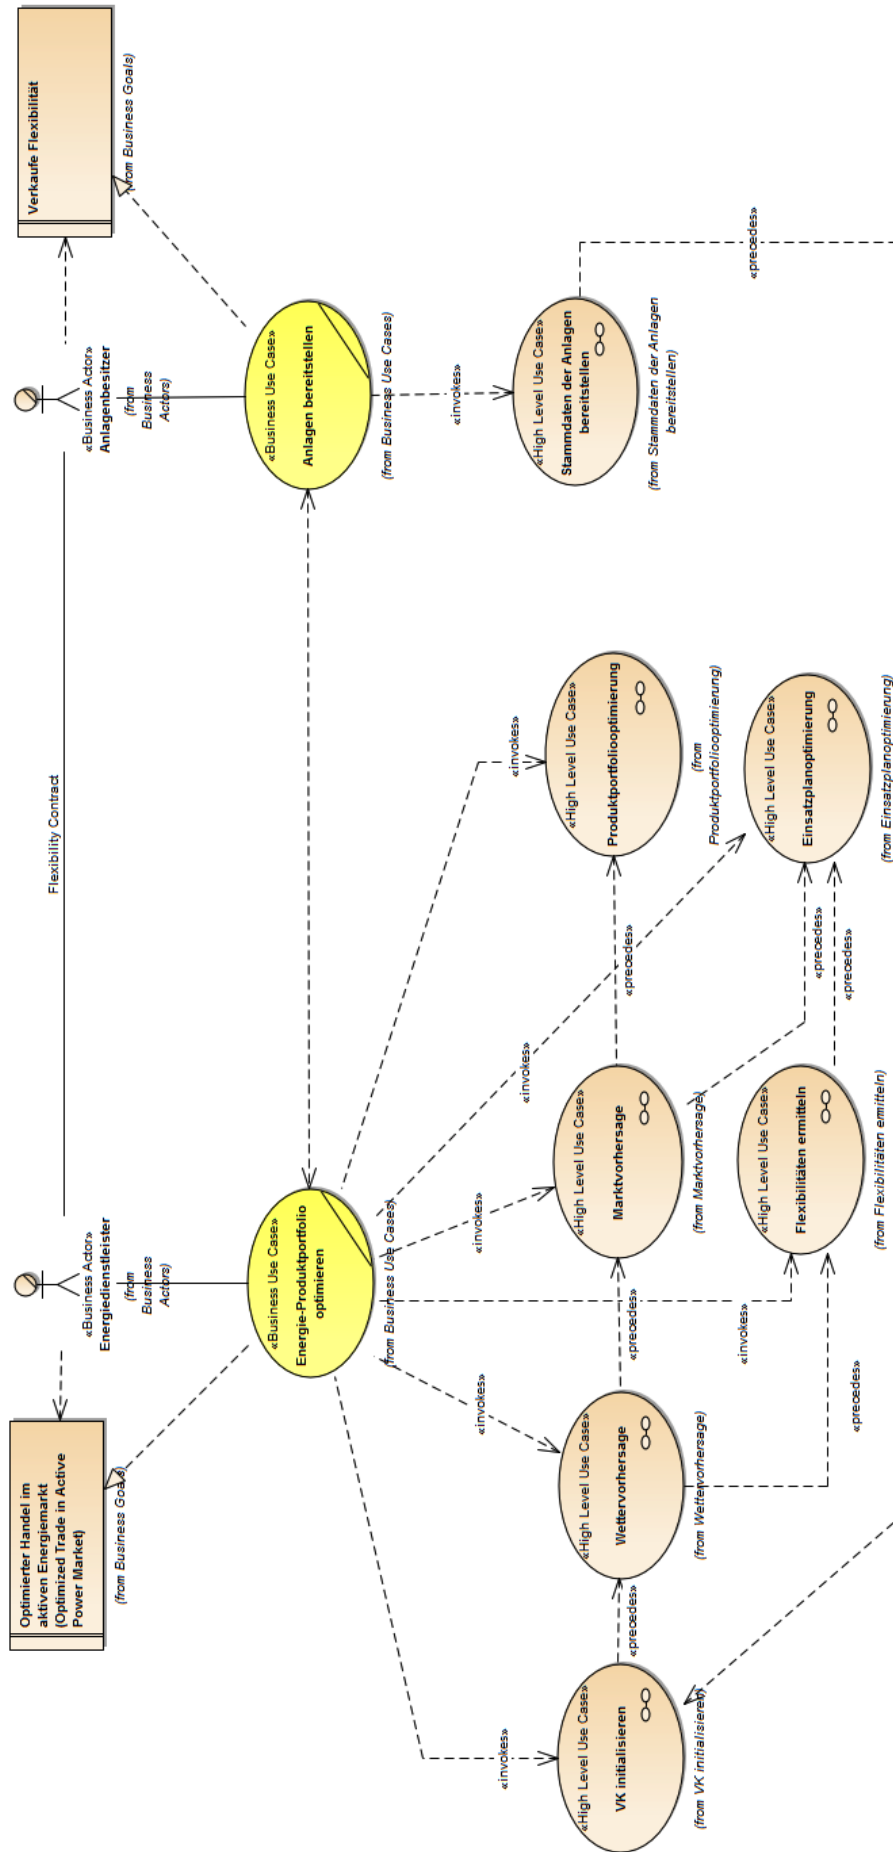 Optimierter Handel im
aktiven Energiemarkt
(Optimized Trade in Active
Power Market)
(from Business Goals)
«Business Actor»
Energiedienstleister
(from
Business
Actors)
Flexibility Contract
«Business Actor»
Anlagenbesitzer
(from
Business
Actors)
Verkaufe Flexibilität
(from Business Goals)
«Business Use Case»
Energie-Produktportfolio
optimieren
(from Business Use Cases)
«Business Use Case»
Anlagen bereitstellen
(from Business Use Cases)
«invokes»
«invokes»
«invokes»
«invokes»
«invokes»
«invokes»
«invokes»
«High Level Use Case»
VK initialisieren
(from VK initialisieren)
«precedes»
«High Level Use Case»
Wettervorhersage
(from Wettervorhersage)
«precedes»
«High Level Use Case»
Marktvorhersage
(from Marktvorhersage)
«precedes»
«High Level Use Case»
Produktportfoliooptimierung
(from
Produktportfoliooptimierung)
«High Level Use Case»
Stammdaten der Anlagen
bereitstellen
(from Stammdaten der Anlagen
bereitstellen)
«precedes»
«precedes»
«High Level Use Case»
Flexibilitäten ermitteln
(from Flexibilitäten ermitteln)
«precedes»
«precedes»
«High Level Use Case»
Einsatzplanoptimierung
(from Einsatzplanoptimierung)